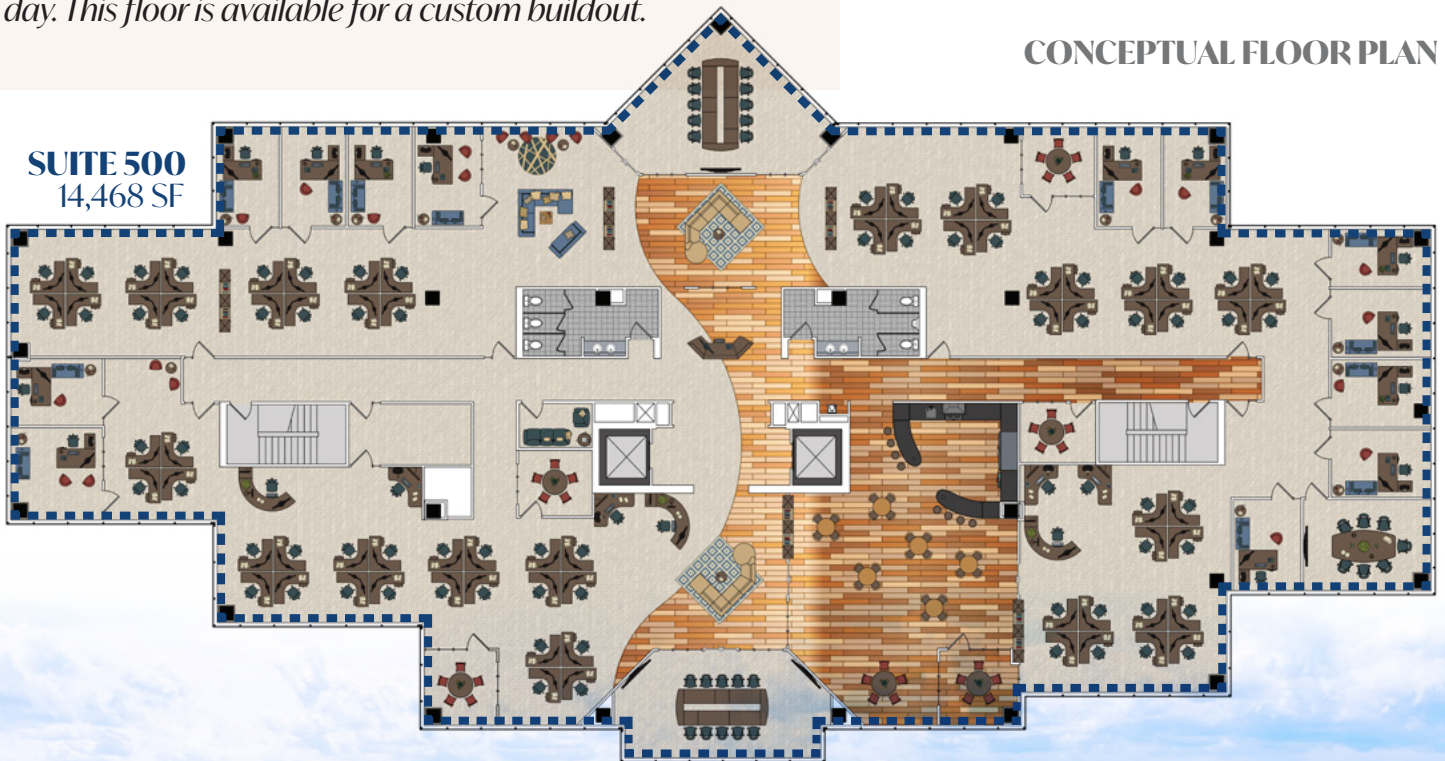 day. This floor is available for a custom buildout.
CONCEPTUAL FLOOR PLAN
SUITE 500
14,468 SF